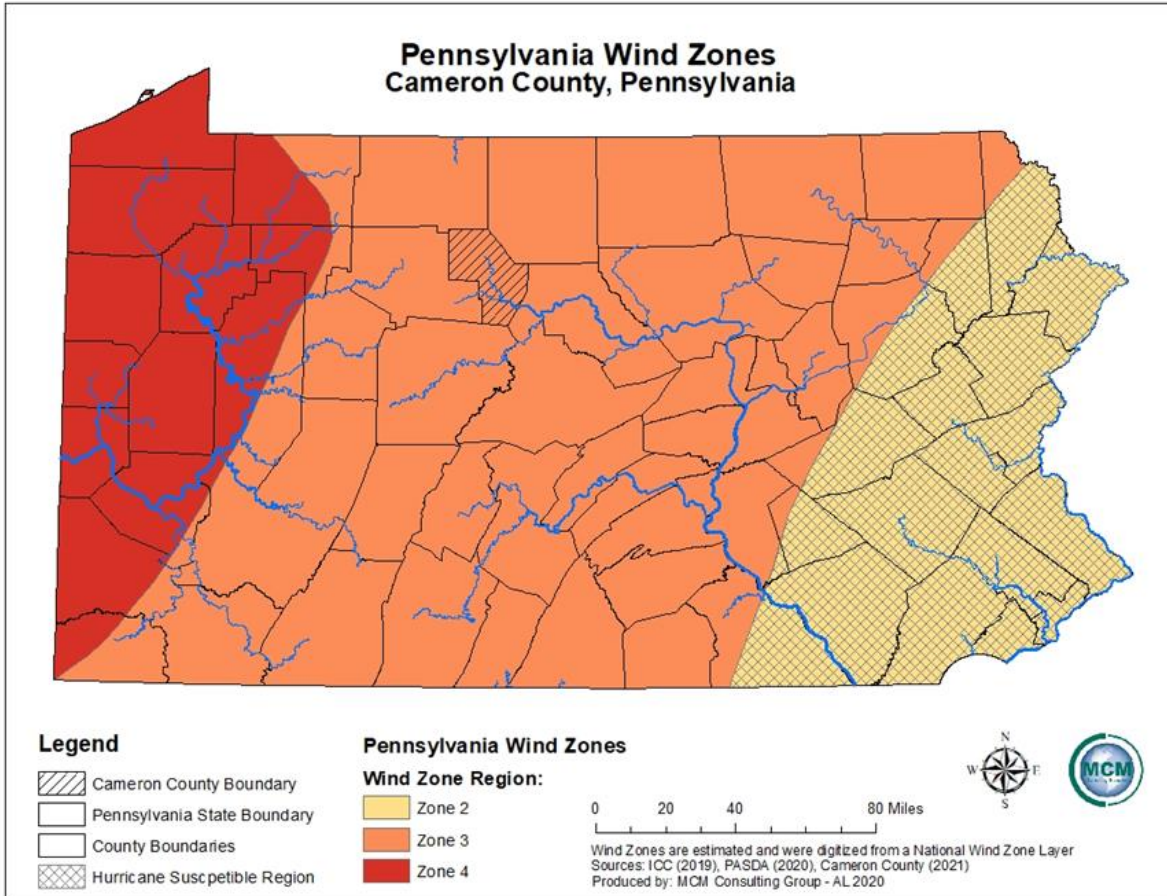 Pennsylvania Wind Zones
Cameron County, Pennsylvania
Legend
Cameron County Boundary
Pennsylvania State Boundary
County Boundaries
Hurricane Suscpetible Region
Pennsylvania Wind Zones
Wind Zone Region:
Zone 2
Zone 3
Zone 4
N
W E
S
MCM
0 20 40 80 Miles
Wind Zones are estimated and were digitized from a National Wind Zone Layer
Sources: ICC (2019), PASDA (2020), Cameron County (2021)
Produced by: MCM Consulting Group - AL 2020